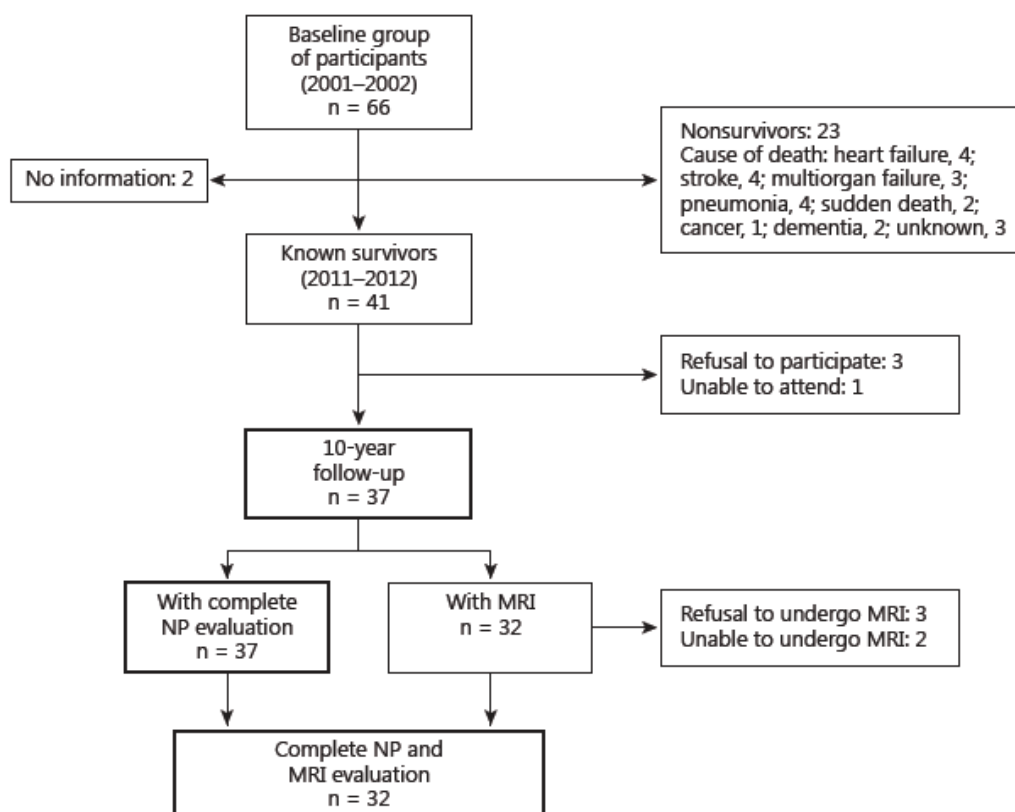 Baseline group
of participants
(2001–2002)
n = 66
No information: 2
Nonsurvivors: 23
Cause of death: heart failure, 4;
stroke, 4; multiorgan failure, 3;
pneumonia, 4; sudden death, 2;
cancer, 1; dementia, 2; unknown, 3
Known survivors
(2011–2012)
n = 41
Refusal to participate: 3
Unable to attend: 1
10-year
follow-up
n = 37
With complete
NP evaluation
n = 37
With MRI
n = 32
Refusal to undergo MRI: 3
Unable to undergo MRI: 2
Complete NP and
MRI evaluation
n = 32